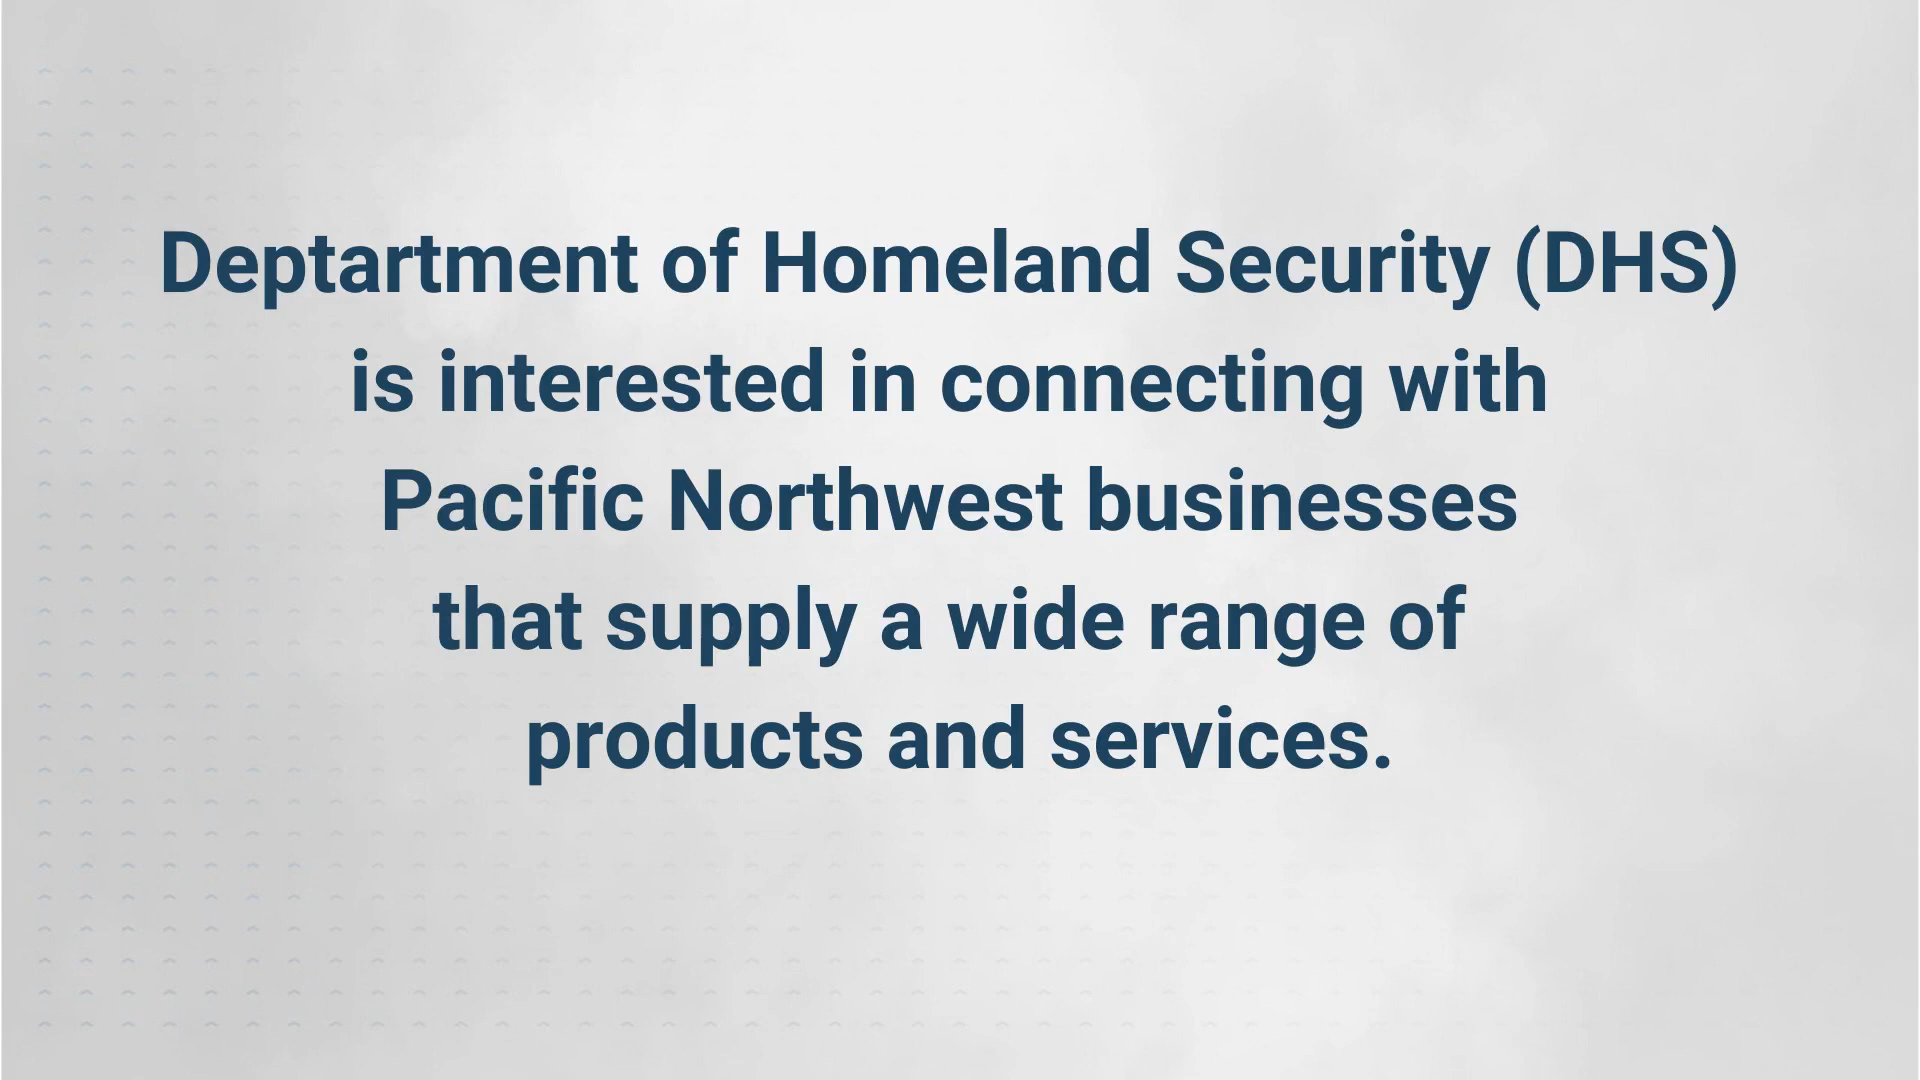 Deptartment of Homeland Security (DHS)
is interested in connecting with
Pacific Northwest businesses
that supply a wide range of
products and services.